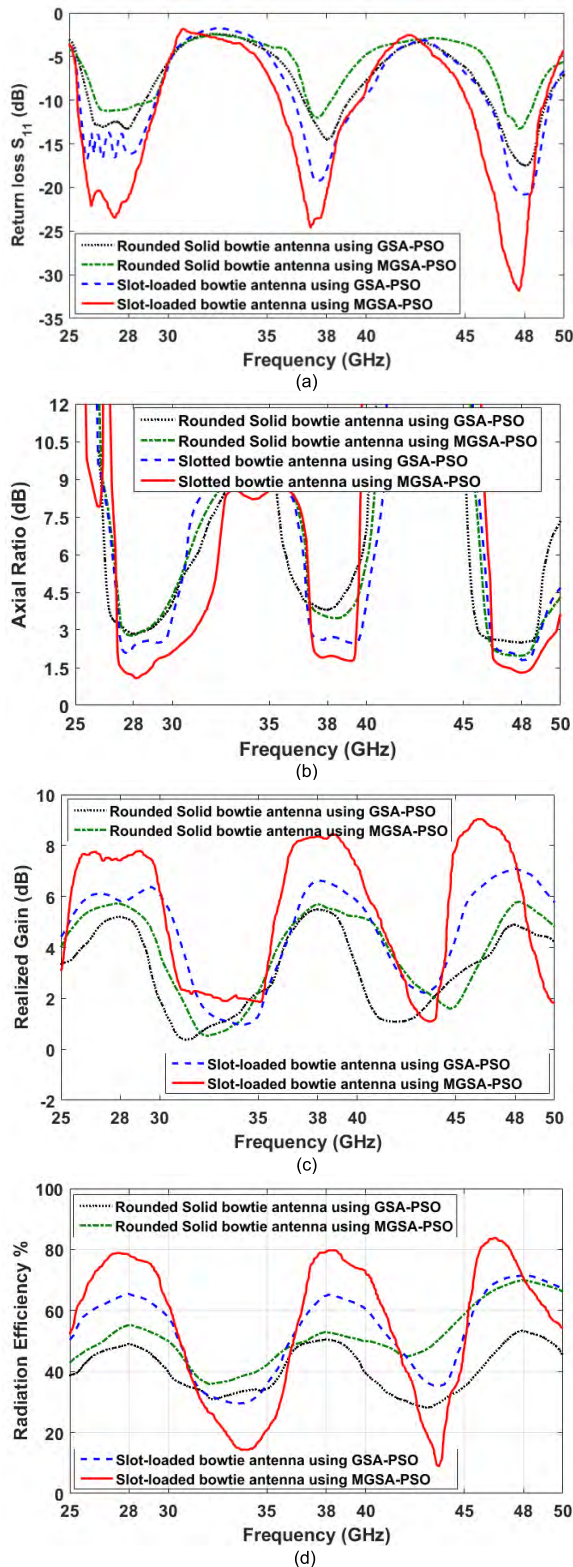 0
-5
-10
-15
-20
-25
-30
-35
Return loss S11 (dB)
Rounded Solid bowtie antenna using GSA-PSO
Rounded Solid bowtie antenna using MGSA-PSO
Slot-loaded bowtie antenna using GSA-PSO
Slot-loaded bowtie antenna using MGSA-PSO
25 28 30 35 38 40 45 48 50
Frequency (GHz)
(a)
12
10.5
9
7.5
6
4.5
3
1.5
0
Axial Ratio (dB)
Rounded Solid bowtie antenna using GSA-PSO
Rounded Solid bowtie antenna using MGSA-PSO
Slotted bowtie antenna using GSA-PSO
Slotted bowtie antenna using MGSA-PSO
25 28 30 35 38 40 45 48 50
Frequency (GHz)
(b)
10
8
6
4
2
0
-2
Realized Gain (dB)
Rounded Solid bowtie antenna using GSA-PSO
Rounded Solid bowtie antenna using MGSA-PSO
Slot-loaded bowtie antenna using GSA-PSO
Slot-loaded bowtie antenna using MGSA-PSO
25 28 30 35 38 40 45 48 50
Frequency (GHz)
(c)
100
80
60
40
20
0
Radiation Efficiency %
Rounded Solid bowtie antenna using GSA-PSO
Rounded Solid bowtie antenna using MGSA-PSO
Slot-loaded bowtie antenna using GSA-PSO
Slot-loaded bowtie antenna using MGSA-PSO
25 28 30 35 38 40 45 48 50
Frequency (GHz)
(d)